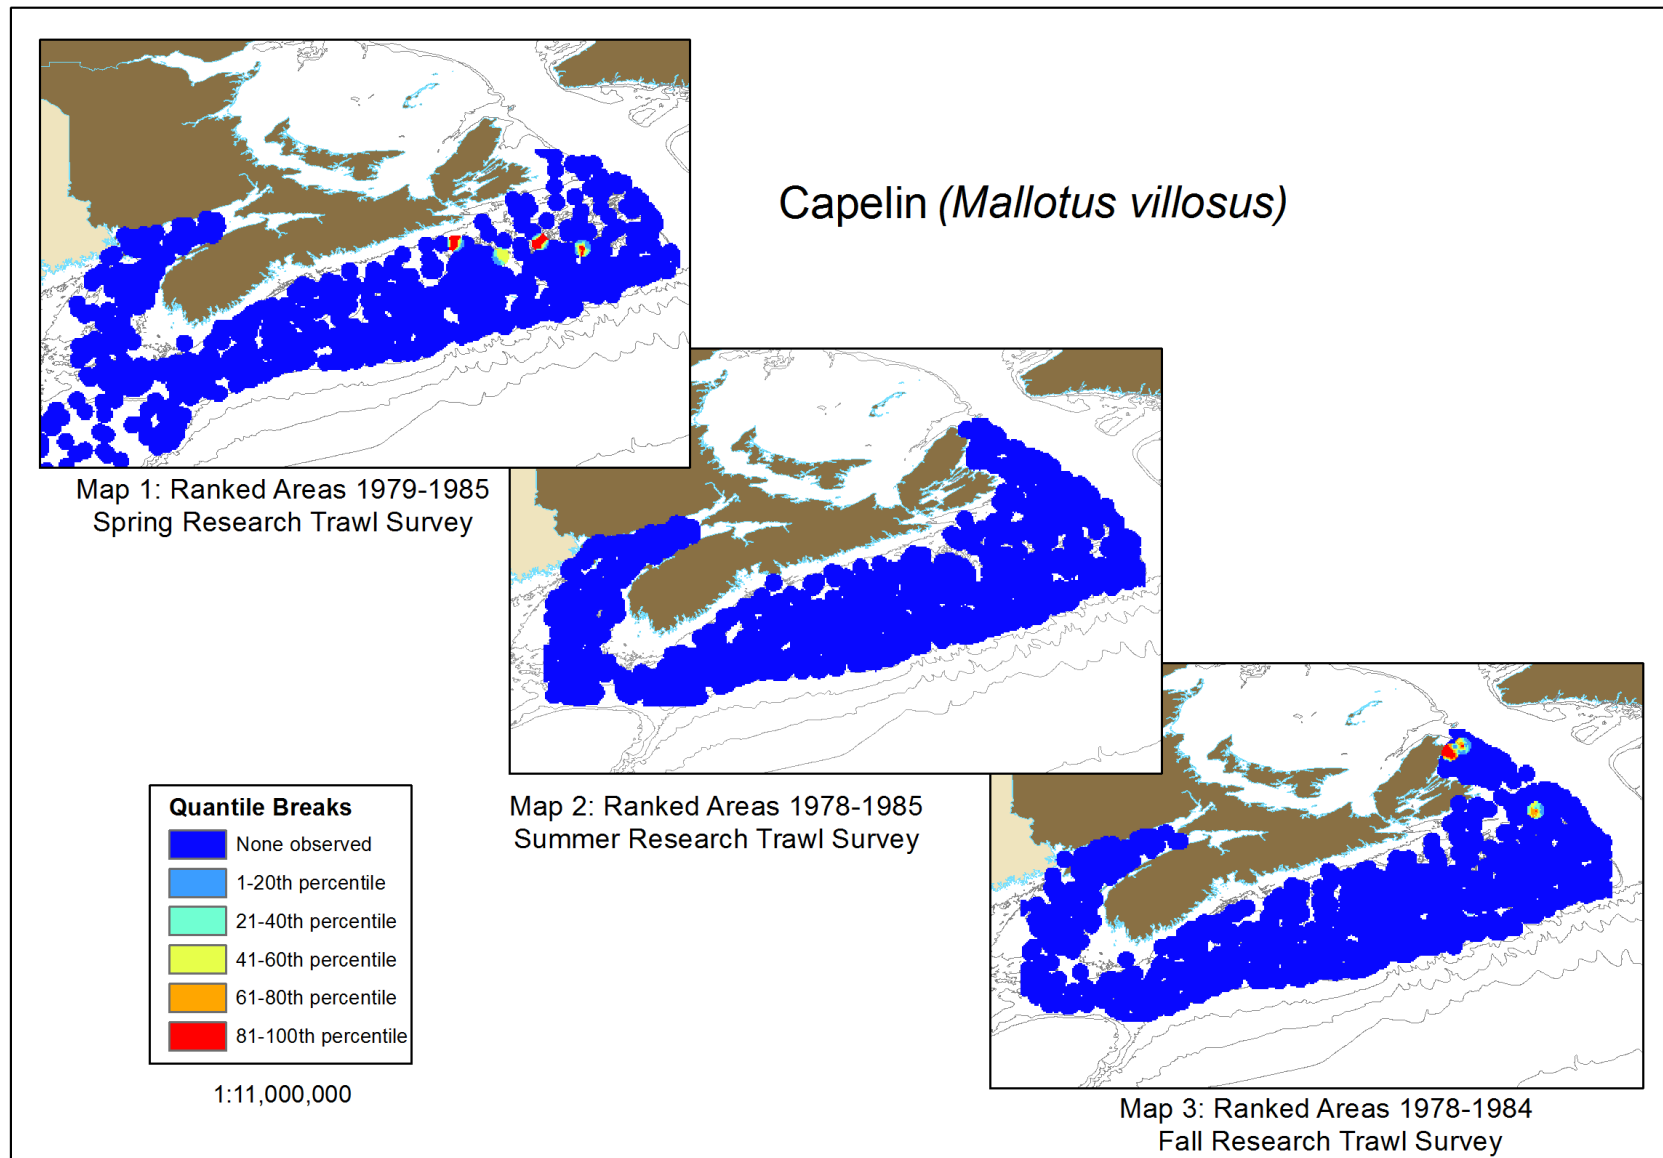 Capelin (Mallotus villosus)
Map 1: Ranked Areas 1979-1985
Spring Research Trawl Survey
Map 2: Ranked Areas 1978-1985
Summer Research Trawl Survey
Quantile Breaks
None observed
1-20th percentile
21-40th percentile
41-60th percentile
61-80th percentile
81-100th percentile
1:11,000,000
Map 3: Ranked Areas 1978-1984
Fall Research Trawl Survey